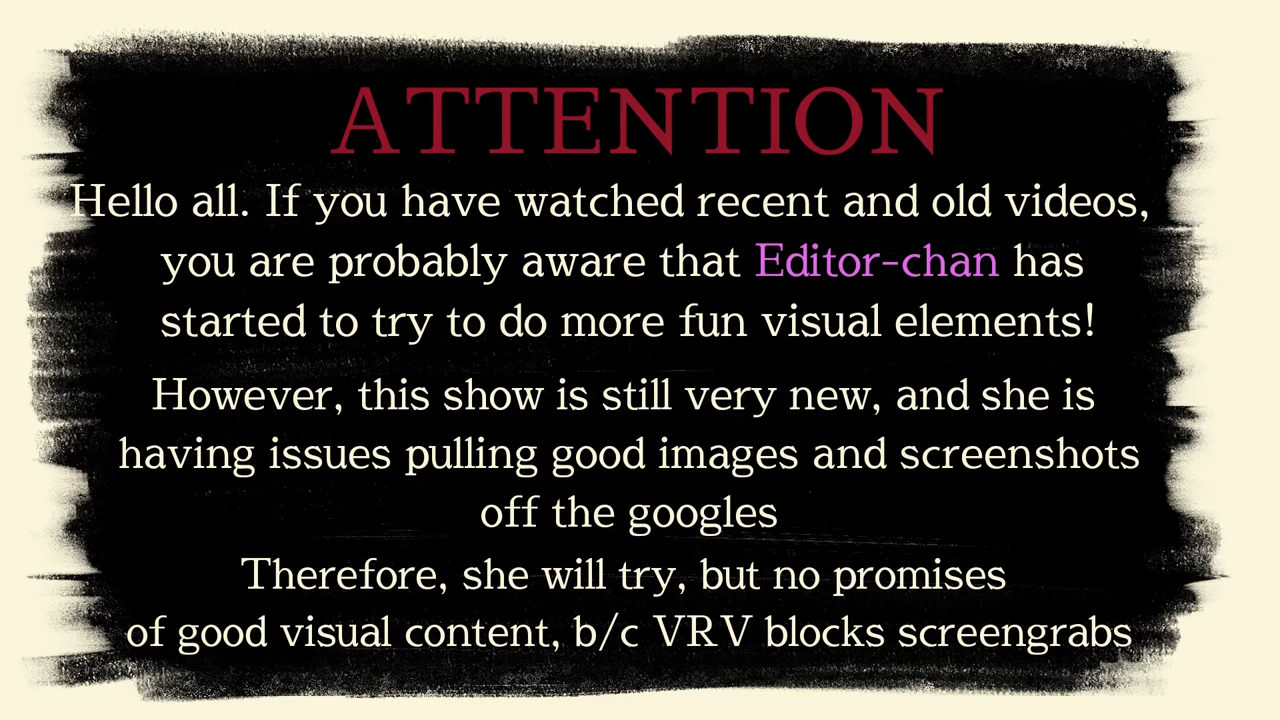 ATTENTION
Hello all. If you have watched recent and old videos,
you are probably aware that Editor-chan has
started to try to do more fun visual elements!
However, this show is still very new, and she is
having issues pulling good images and screenshots
off the googles
Therefore, she will try, but no promises
of good visual content, b/c VRV blocks screengrabs